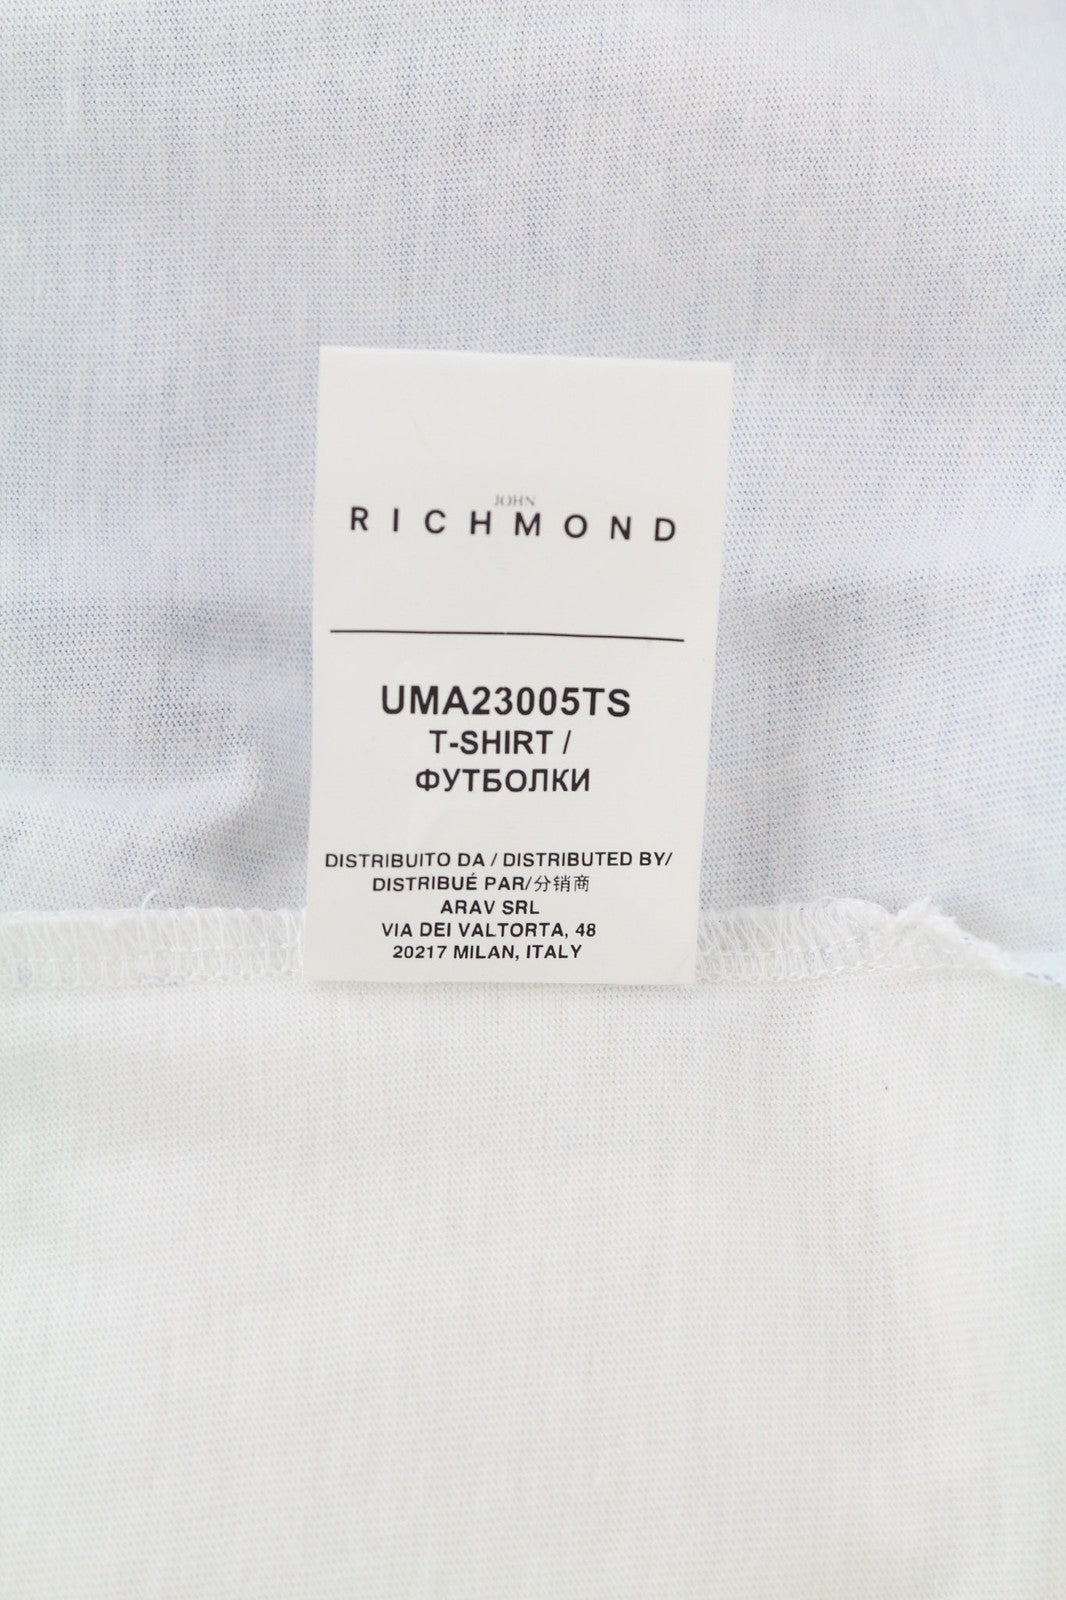 JOHN
RICHMOND
UMA23005TS
T-SHIRT /
ФУТБОЛКИ
DISTRIBUITO DA / DISTRIBUTED BY/
DISTRIBUÉ PAR/分销商
ARAV SRL
VIA DEI VALTORTA, 48
20217 MILAN, ITALY